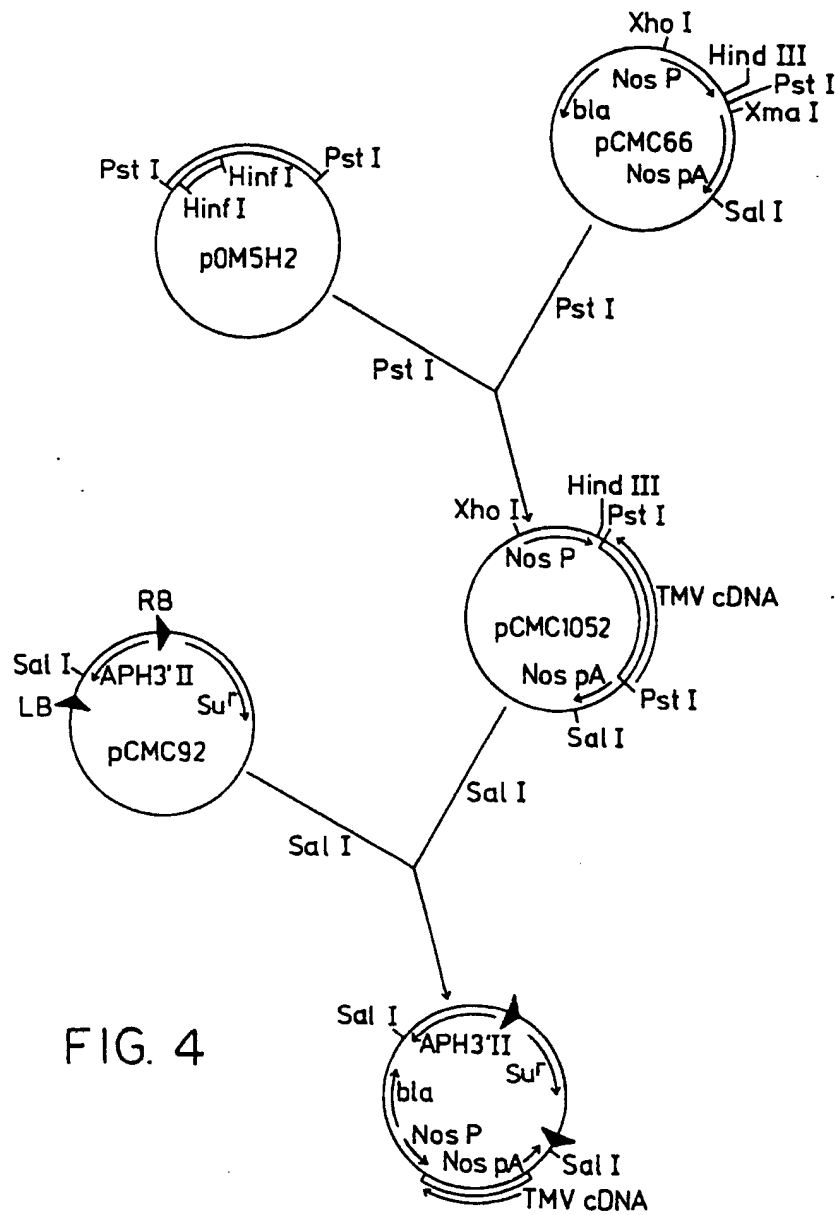 Xho I
Hind III
Pst I
Xma I
Nos P
bla
pCMC66
Nos pA
Sal I
Pst I
Pst I
Hinf I
Hinf I
pOM5H2
Pst I
Pst I
Hind III
Xho I
Pst I
Nos P
TMV cDNA
pCMC1052
Nos pA
Pst I
Sal I
RB
Sal I
APH3'II
LB
Suʳ
pCMC92
Sal I
Sal I
Sal I
APH3'II
Suʳ
bla
Nos P
Nos pA
Sal I
TMV cDNA
FIG. 4